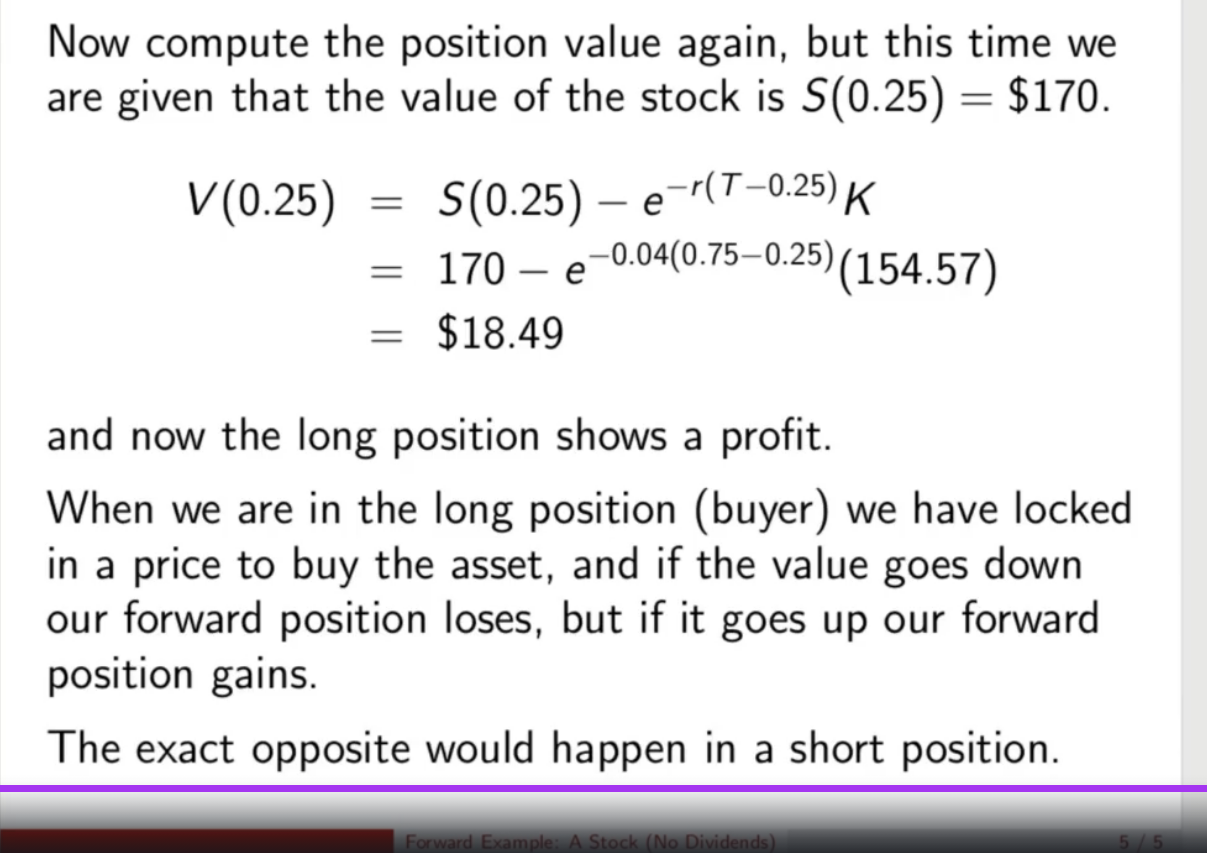 Now compute the position value again, but this time we
are given that the value of the stock is S(0.25) = $170.
V(0.25) = S(0.25) − e^{−r(T−0.25)} K
= 170 − e^{−0.04(0.75−0.25)}(154.57)
= $18.49
and now the long position shows a profit.
When we are in the long position (buyer) we have locked
in a price to buy the asset, and if the value goes down
our forward position loses, but if it goes up our forward
position gains.
The exact opposite would happen in a short position.
Forward Example: A Stock (No Dividends) 5 / 5